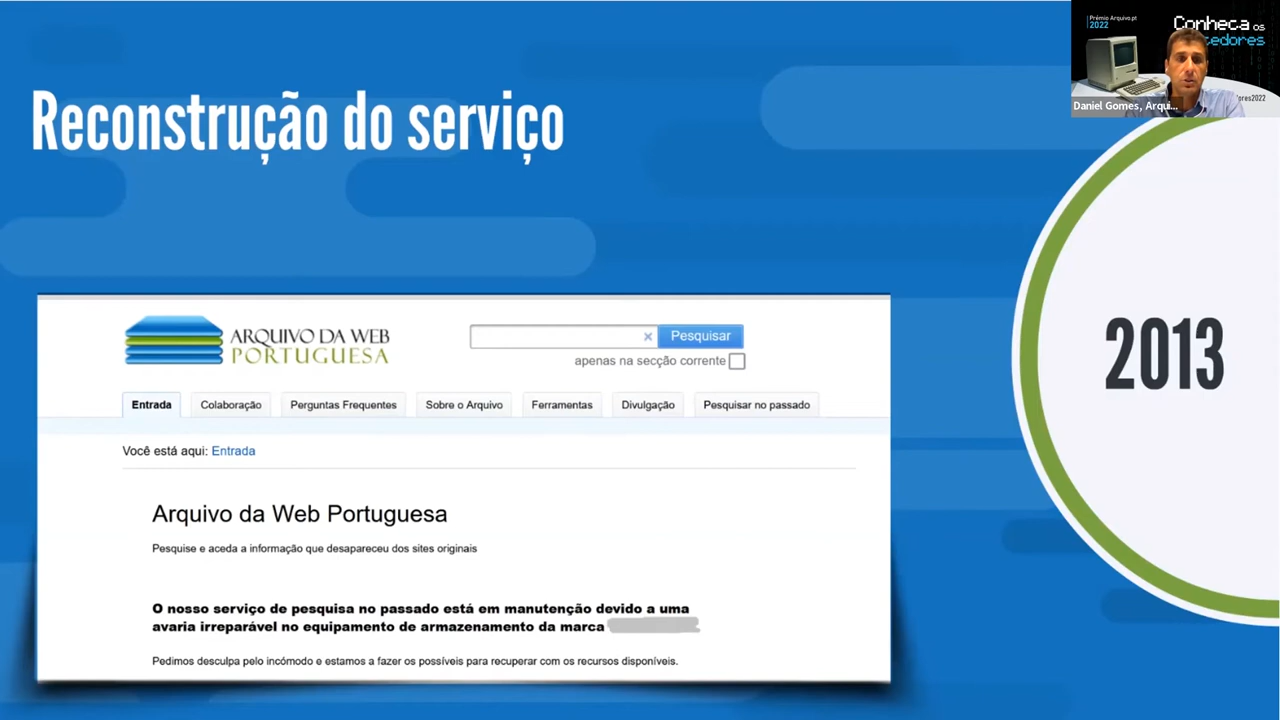 Prémio Arquivo.pt
2022
Conheça os
Daniel Gomes, Arqui...
Reconstrução do serviço
2013
ARQUIVO DA WEB
PORTUGUESA
Pesquisar
apenas na secção corrente
Entrada Colaboração Perguntas Frequentes Sobre o Arquivo Ferramentas Divulgação Pesquisar no passado
Você está aqui: Entrada
Arquivo da Web Portuguesa
Pesquise e aceda a informação que desapareceu dos sites originais
O nosso serviço de pesquisa no passado está em manutenção devido a uma
avaria irreparável no equipamento de armazenamento da marca
Pedimos desculpa pelo incómodo e estamos a fazer os possíveis para recuperar com os recursos disponíveis.